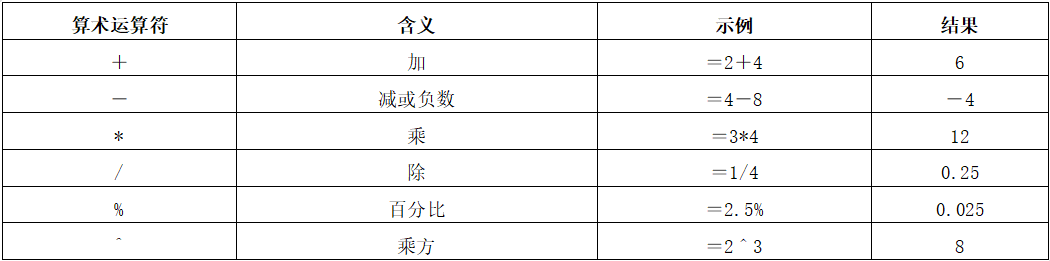 算术运算符 含义 示例 结果
＋ 加 ＝2＋4 6
－ 减或负数 ＝4－8 －4
* 乘 ＝3*4 12
/ 除 ＝1/4 0.25
% 百分比 ＝2.5% 0.025
^ 乘方 ＝2^3 8